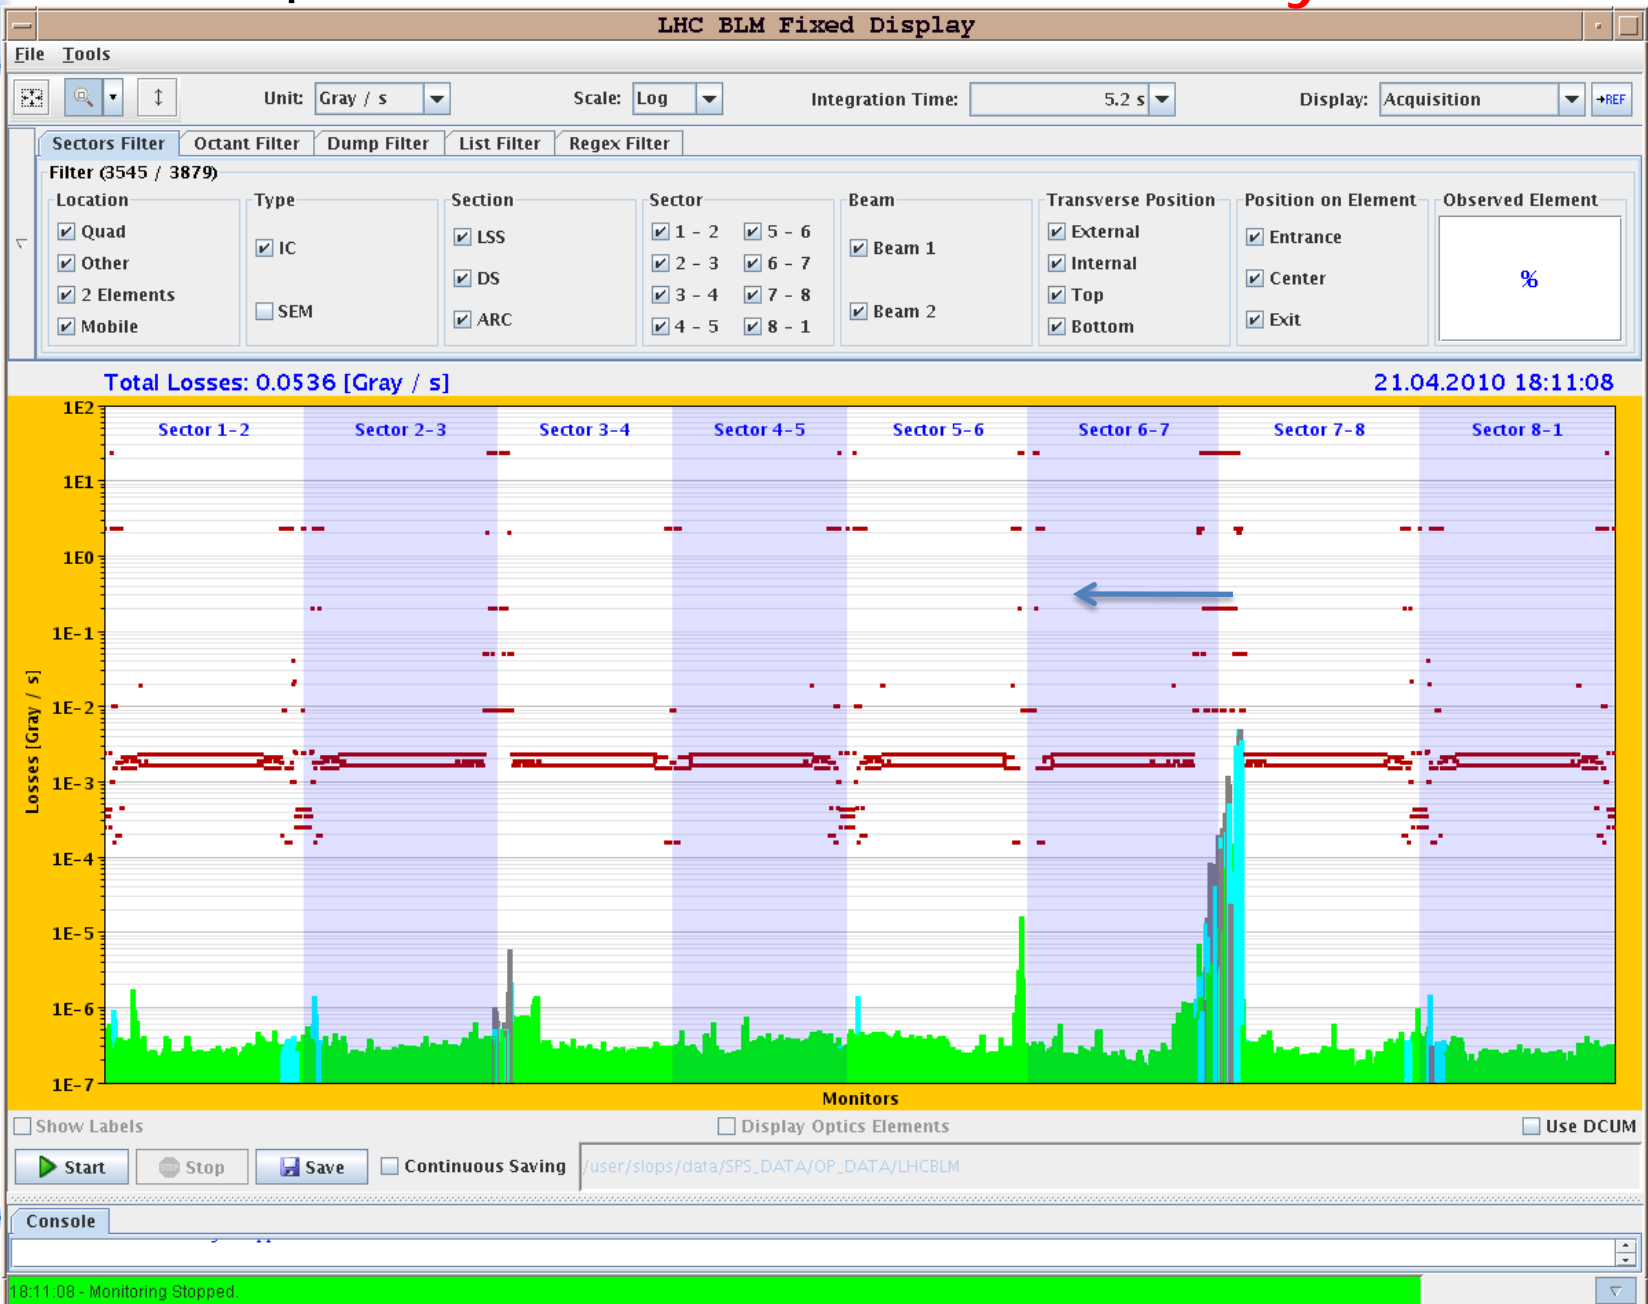 LHC BLM Fixed Display
File Tools
Unit: Gray / s Scale: Log Integration Time: 5.2 s Display: Acquisition →REF
Sectors Filter Octant Filter Dump Filter List Filter Regex Filter
Filter (3545 / 3879)
Location Type Section Sector Beam Transverse Position Position on Element Observed Element
Quad IC LSS 1 - 2 5 - 6 Beam 1 External Entrance
Other 2 - 3 6 - 7 Internal
2 Elements SEM DS 3 - 4 7 - 8 Beam 2 Top Center %
Mobile ARC 4 - 5 8 - 1 Bottom Exit
Total Losses: 0.0536 [Gray / s] 21.04.2010 18:11:08
1E2
Sector 1-2 Sector 2-3 Sector 3-4 Sector 4-5 Sector 5-6 Sector 6-7 Sector 7-8 Sector 8-1
1E1
1E0
1E-1
1E-2
1E-3
1E-4
1E-5
1E-6
1E-7
Losses [Gray / s]
Monitors
Show Labels Display Optics Elements Use DCUM
Start STOP Stop Save Continuous Saving /user/slops/data/SPS_DATA/OP_DATA/LHCBLM
Console
18:11:08 - Monitoring Stopped.